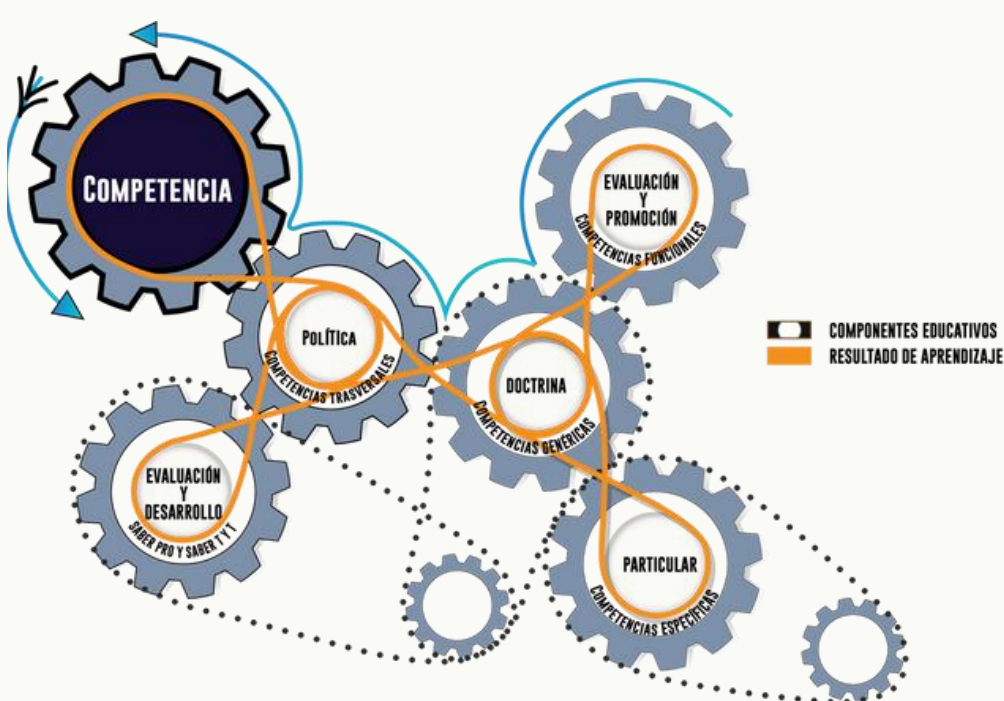 COMPETENCIA
POLÍTICA
COMPETENCIAS TRASVERSALES
EVALUACIÓN
Y
PROMOCIÓN
COMPETENCIAS FUNCIONALES
DOCTRINA
COMPETENCIAS GENÉRICAS
EVALUACIÓN
Y
DESARROLLO
SABER PRO Y SABER T Y T
PARTICULAR
COMPETENCIAS ESPECÍFICAS
COMPONENTES EDUCATIVOS
RESULTADO DE APRENDIZAJE